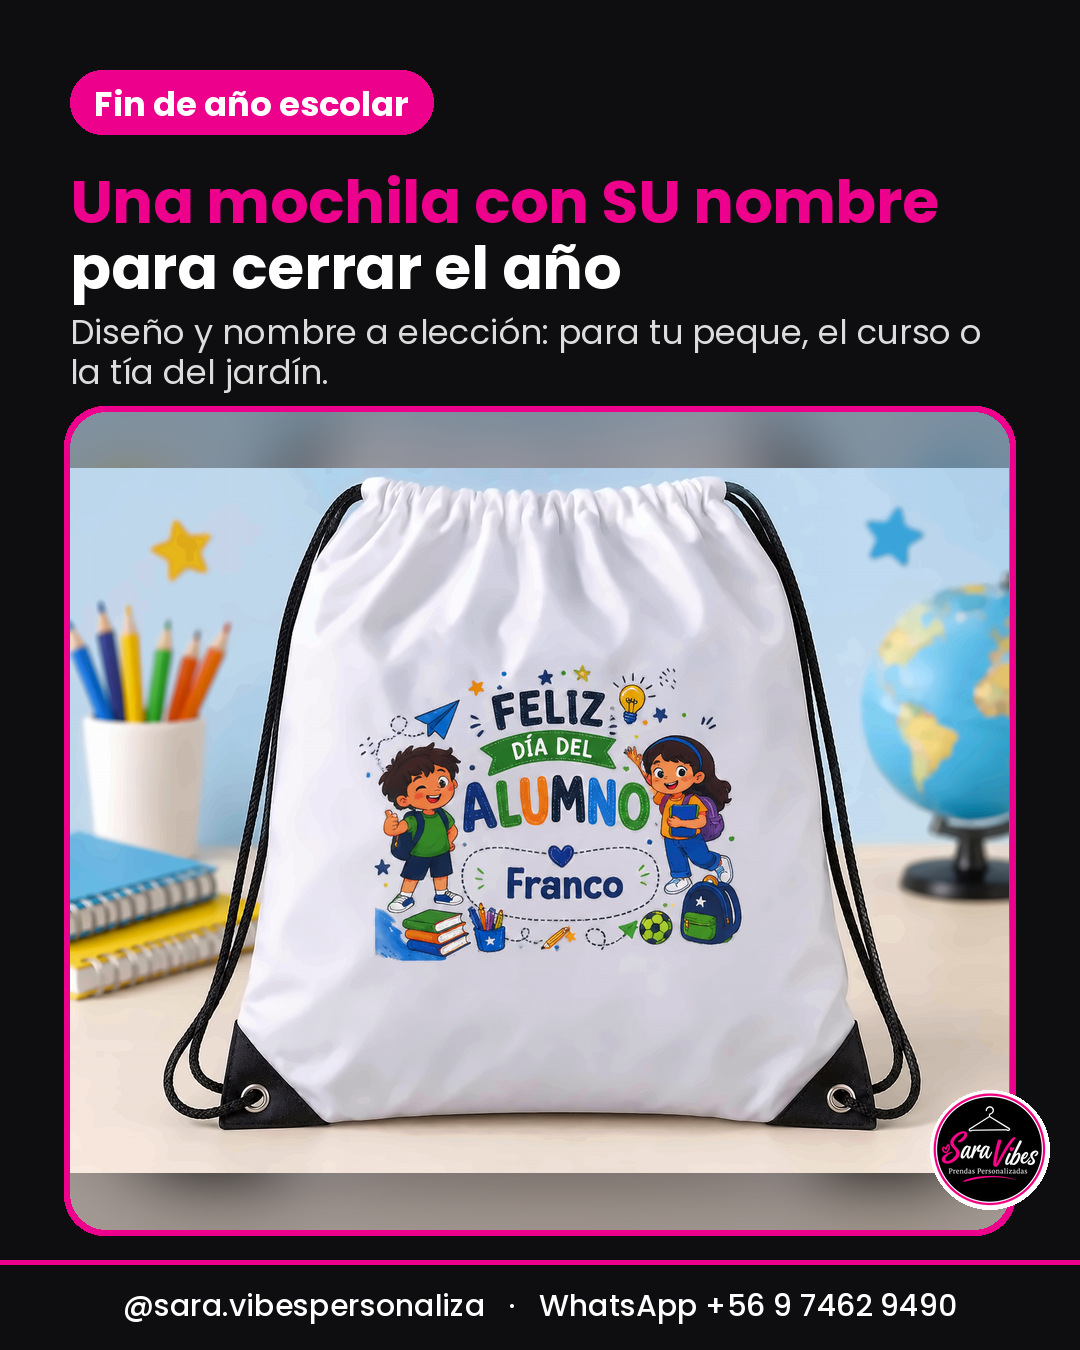 Fin de año escolar
Una mochila con SU nombre
para cerrar el año
Diseño y nombre a elección: para tu peque, el curso o
la tía del jardín.
FELIZ
DÍA DEL
ALUMNO
Franco
Sara Vibes
Prendas Personalizadas
@sara.vibespersonaliza · WhatsApp +56 9 7462 9490